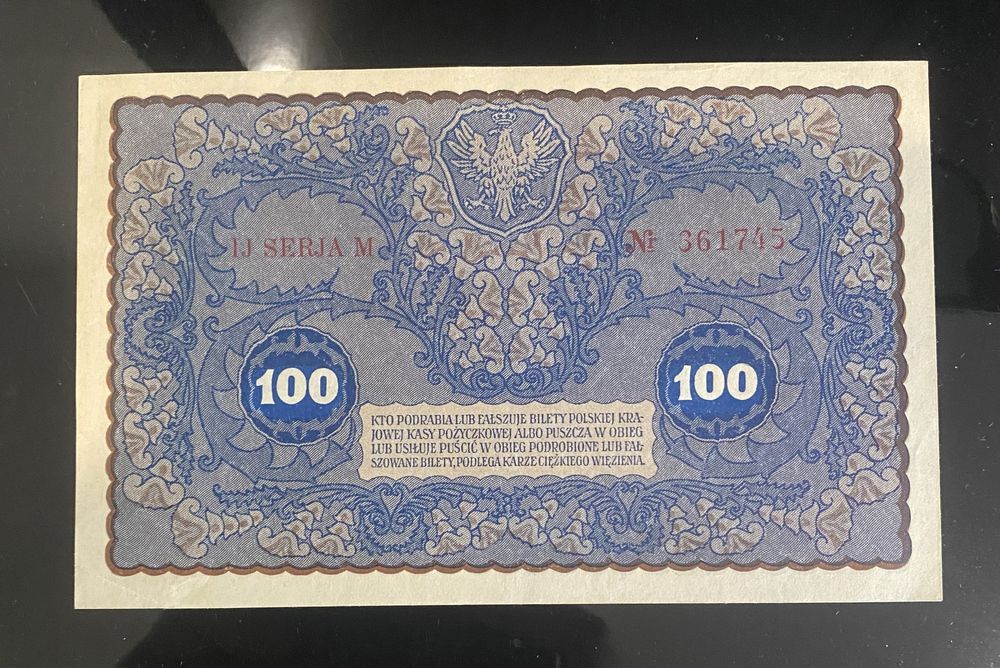 IJ SERJA M
№ 361745
100
100
KTO PODRABIA LUB FAŁSZUJE BILETY POLSKIEJ KRA-
JOWEJ KASY POŻYCZKOWEJ ALBO PUSZCZA W OBIEG
LUB USIŁUJE PUŚCIĆ W OBIEG PODROBIONE LUB FAŁ-
SZOWANE BILETY, PODLEGA KARZE CIĘŻKIEGO WIĘZIENIA.